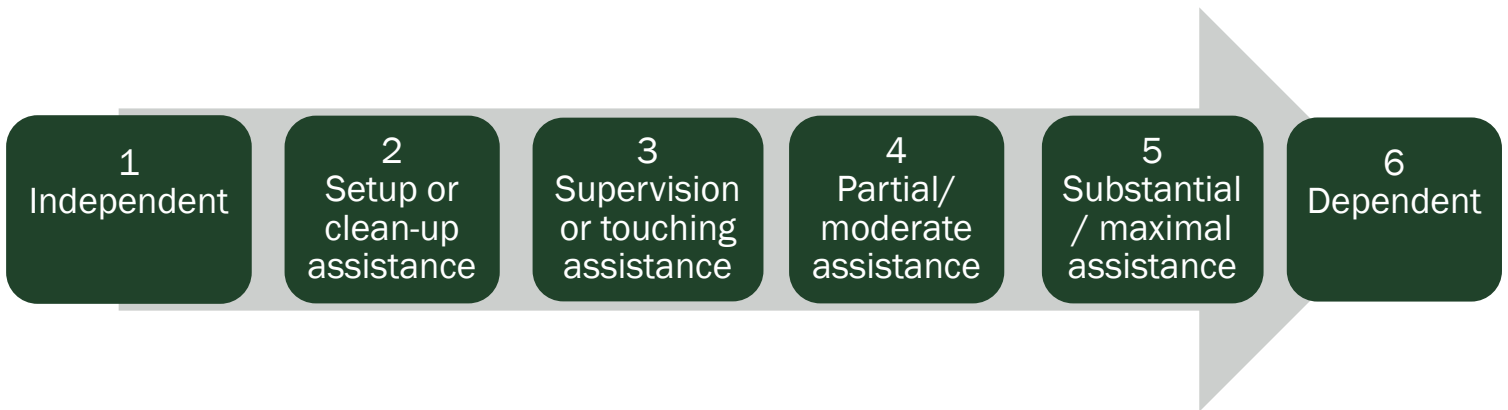 1
Independent
2
Setup or
clean-up
assistance
3
Supervision
or touching
assistance
4
Partial/
moderate
assistance
5
Substantial
/ maximal
assistance
6
Dependent